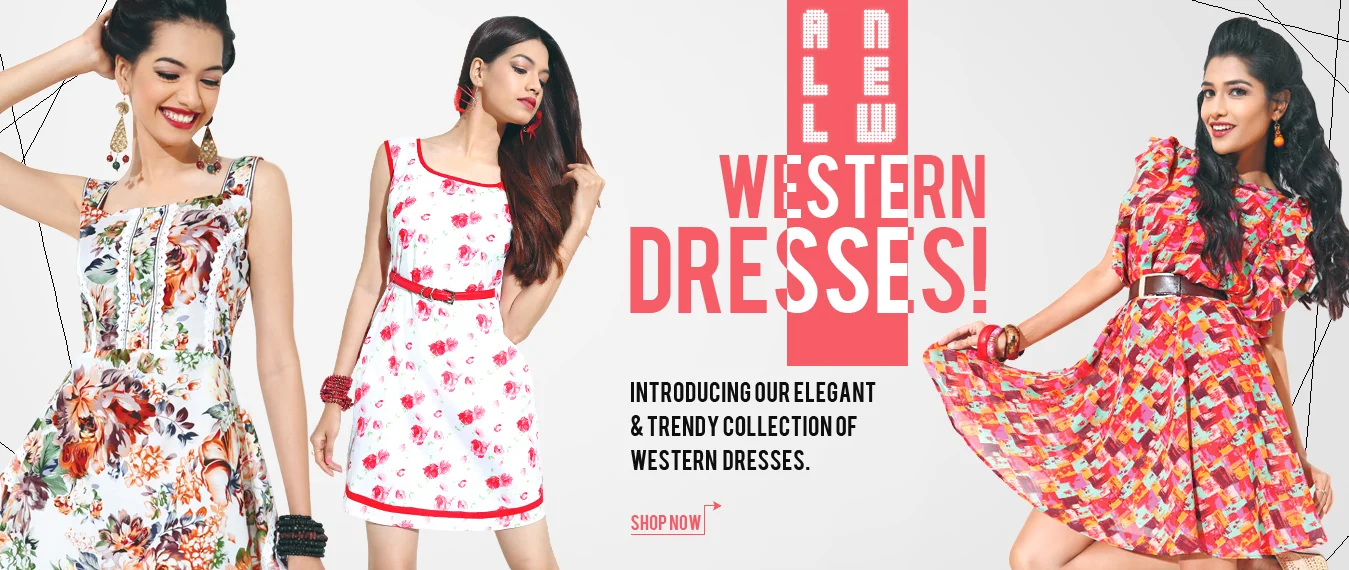 ALL NEW
WESTERN
DRESSES!
INTRODUCING OUR ELEGANT
& TRENDY COLLECTION OF
WESTERN DRESSES.
SHOP NOW